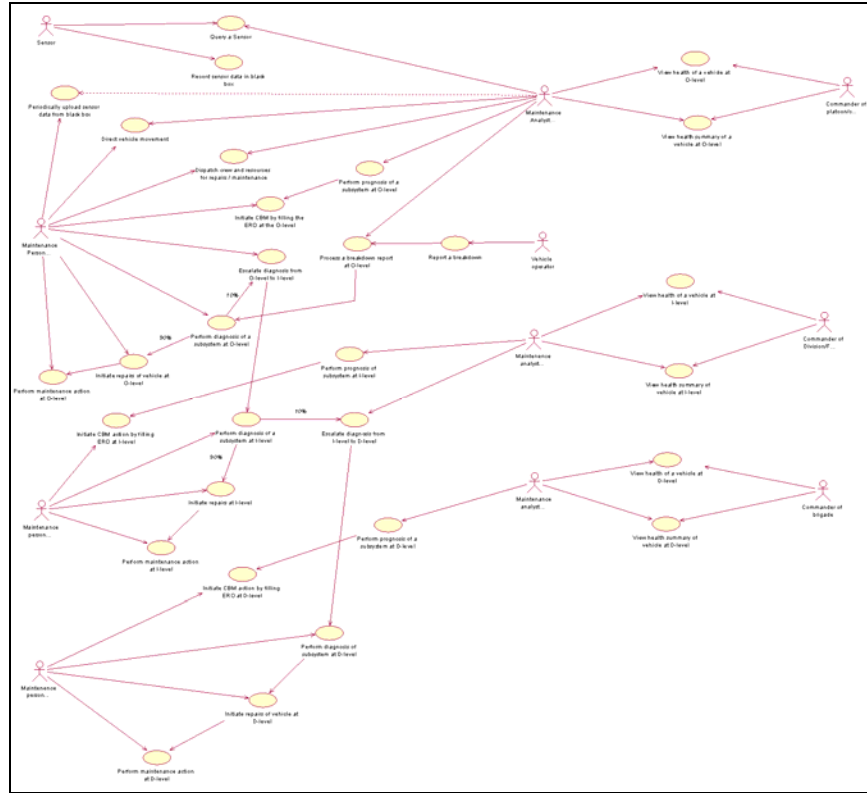 Sensor
Query a Sensor
Record sensor data in black
box
Periodically upload sensor
data from black box
Direct vehicle movement
Maintenance
Analyst...
View health of a vehicle at
O-level
Commander of
platoon/c...
View health summary of a
vehicle at O-level
Dispatch crew and resources
for repairs / maintenance
Perform prognosis of a
subsystem at O-level
Initiate CBM by filling the
ERO at the O-level
Maintenance
Person...
Escalate diagnosis from
O-level to I-level
Process a breakdown report
at O-level
Report a breakdown
Vehicle
operator
10%
Perform diagnosis of a
subsystem at O-level
90%
Initiate repairs of vehicle at
O-level
Perform maintenance action
at O-level
View health of a vehicle at
I-level
Commander of
Division/F...
View health summary of
vehicle at I-level
Maintenance
analyst...
Perform prognosis of
subsystem at I-level
Initiate CBM action by filling
ERO at I-level
Perform diagnosis of a
subsystem at I-level
10%
Escalate diagnosis from
I-level to D-level
90%
Initiate repairs at I-level
Maintenance
person...
Perform maintenance action
at I-level
View health of a vehicle at
D-level
Maintenance
analyst...
Commander of
brigade
View health summary of
vehicle at D-level
Perform prognosis of a
subsystem at D-level
Initiate CBM action by filling
ERO at D-level
Perform diagnosis of
subsystem at D-level
Maintenence
person...
Initiate repairs of vehicle at
D-level
Perform maintenance action
at D-level